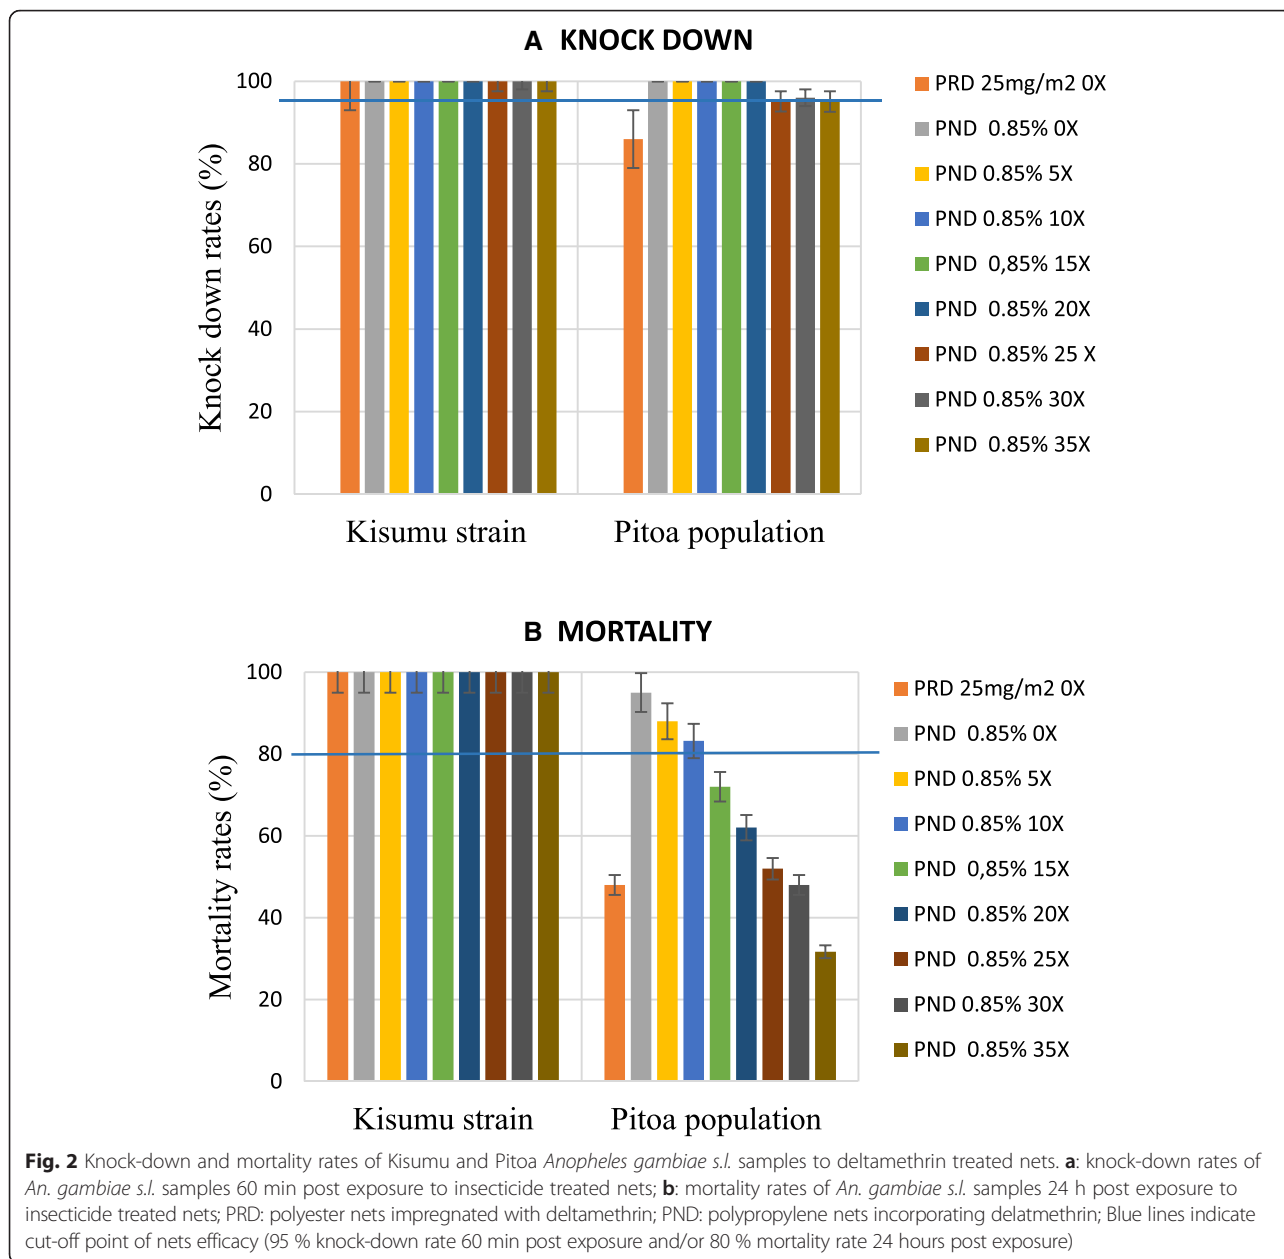 A KNOCK DOWN
100
80
60
40
20
0
Knock down rates (%)
Kisumu strain
Pitoa population
PRD 25mg/m2 0X
PND 0.85% 0X
PND 0.85% 5X
PND 0.85% 10X
PND 0,85% 15X
PND 0.85% 20X
PND 0.85% 25 X
PND 0.85% 30X
PND 0.85% 35X
B MORTALITY
100
80
60
40
20
0
Mortality rates (%)
Kisumu strain
Pitoa population
PRD 25mg/m2 0X
PND 0.85% 0X
PND 0.85% 5X
PND 0.85% 10X
PND 0,85% 15X
PND 0.85% 20X
PND 0.85% 25X
PND 0.85% 30X
PND 0.85% 35X
Fig. 2 Knock-down and mortality rates of Kisumu and Pitoa Anopheles gambiae s.l. samples to deltamethrin treated nets. a: knock-down rates of
An. gambiae s.l. samples 60 min post exposure to insecticide treated nets; b: mortality rates of An. gambiae s.l. samples 24 h post exposure to
insecticide treated nets; PRD: polyester nets impregnated with deltamethrin; PND: polypropylene nets incorporating delatmethrin; Blue lines indicate
cut-off point of nets efficacy (95 % knock-down rate 60 min post exposure and/or 80 % mortality rate 24 hours post exposure)